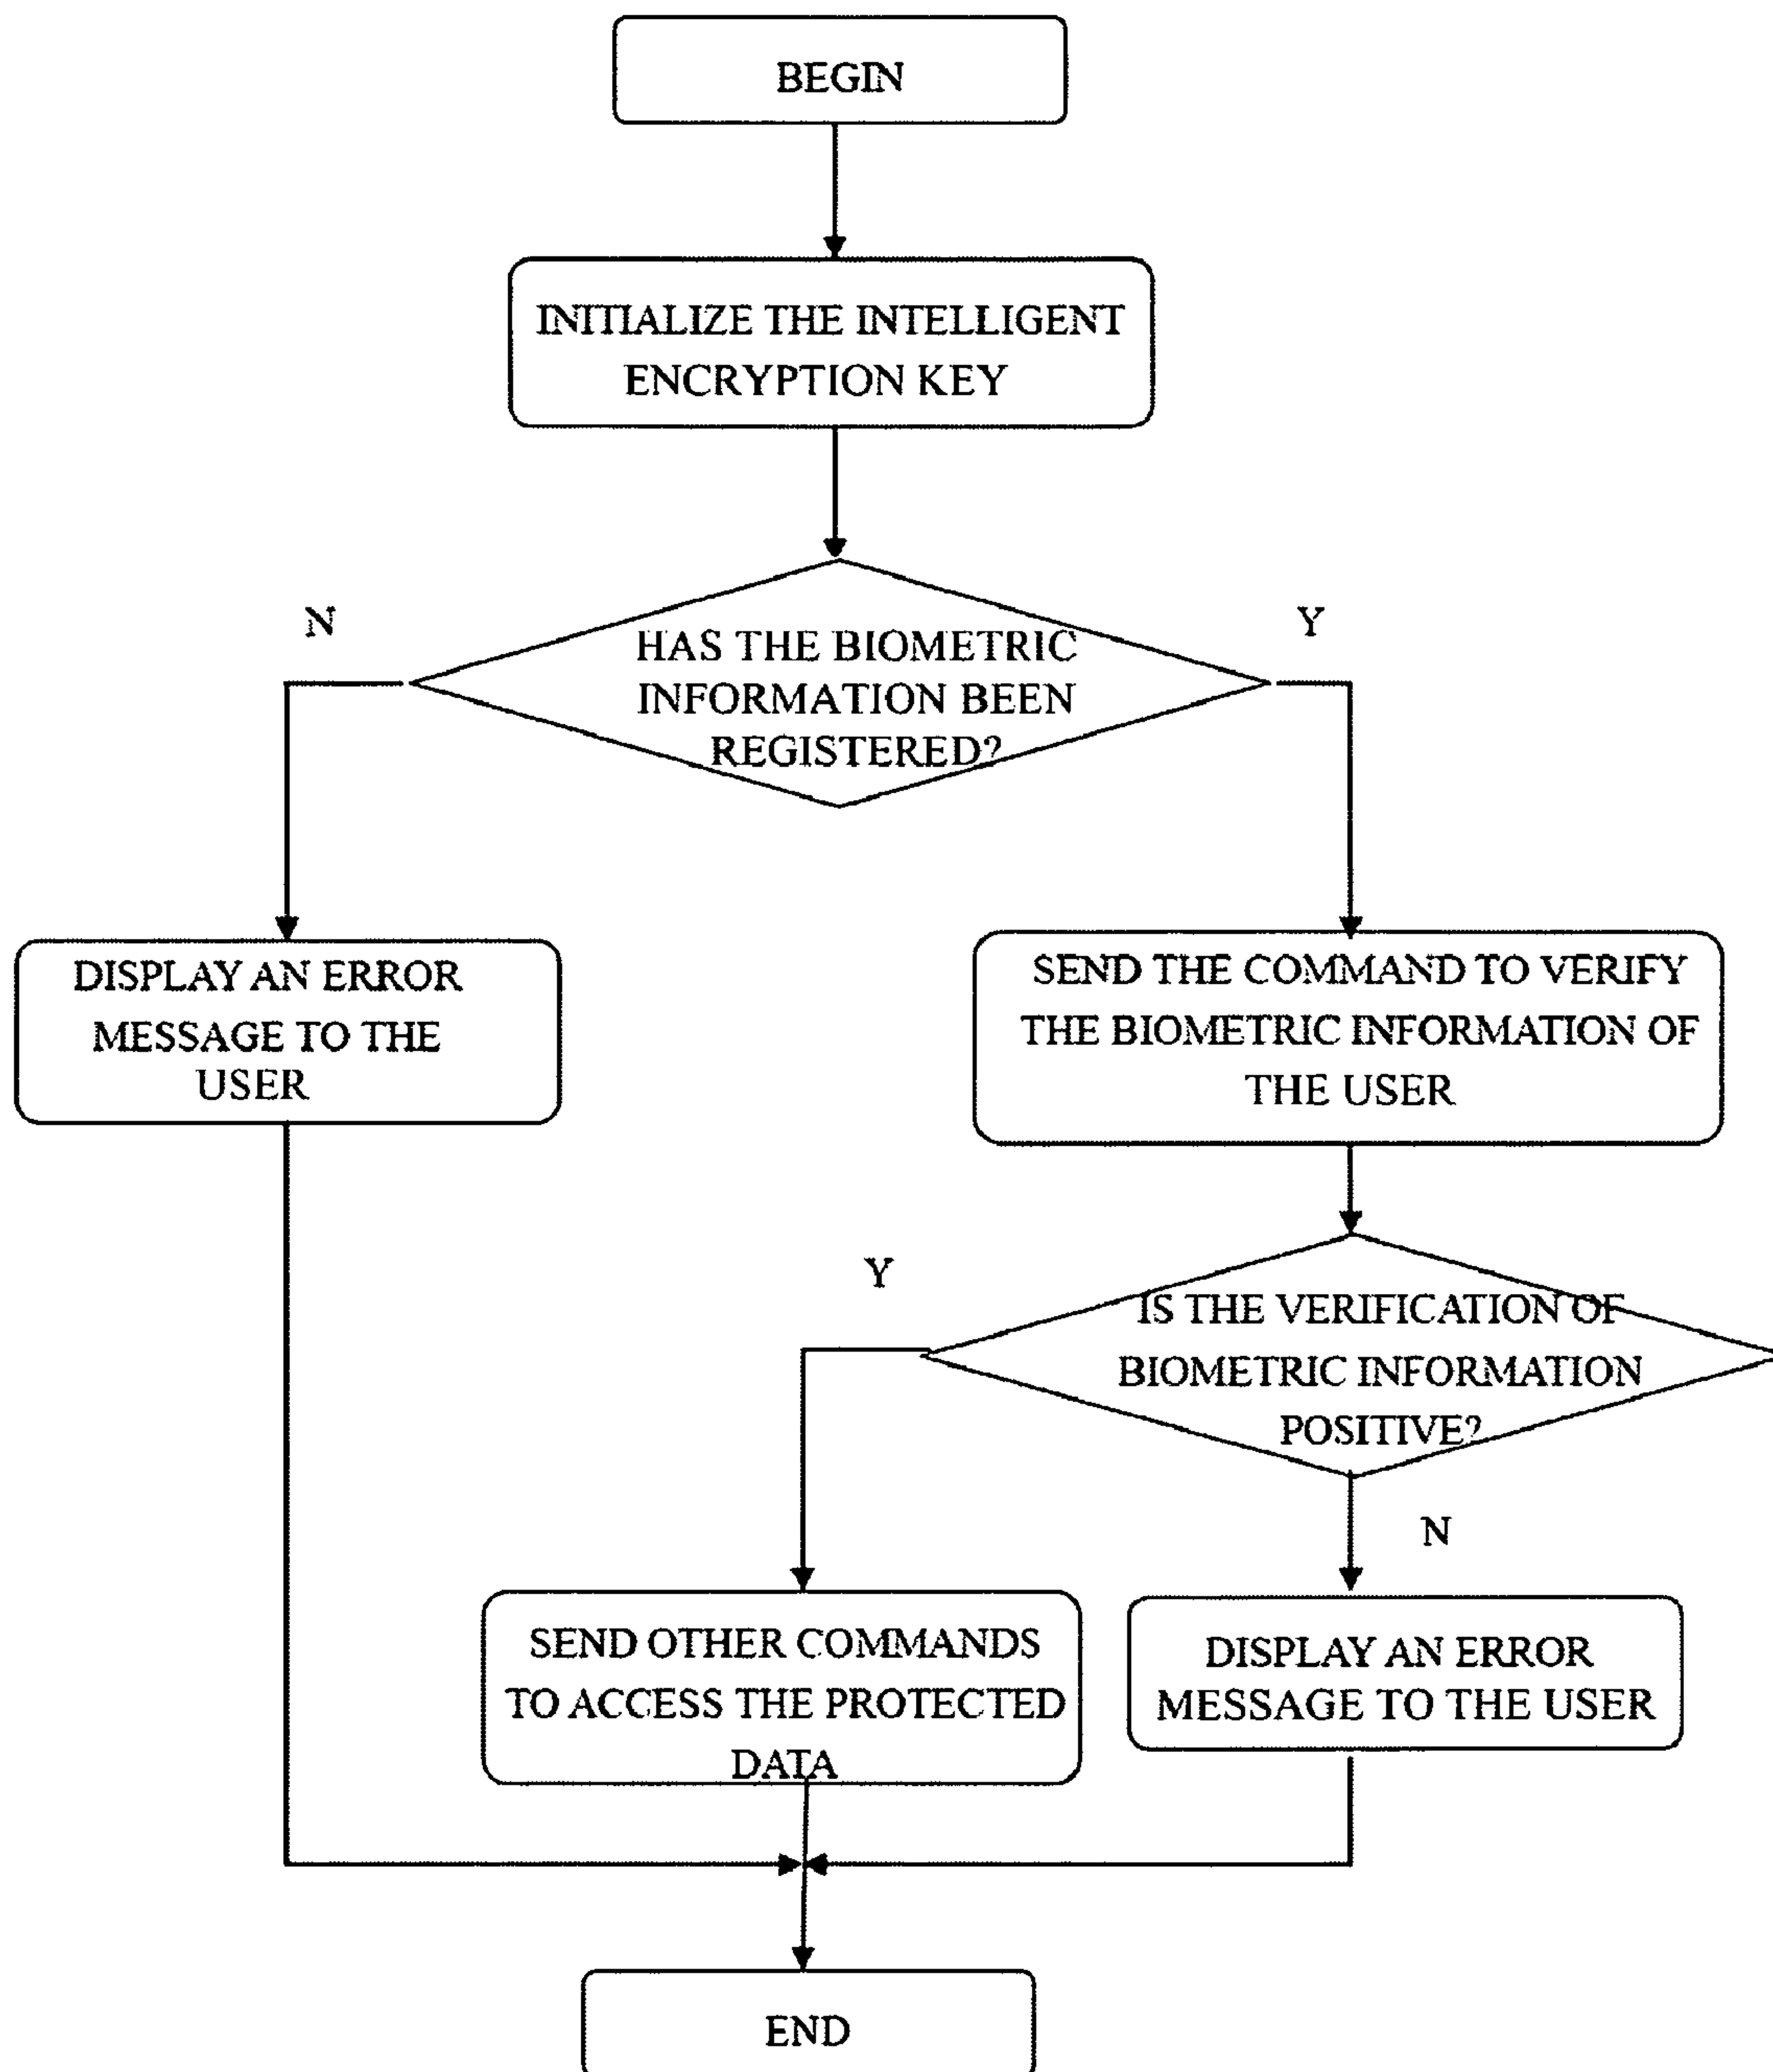 BEGIN
INITIALIZE THE INTELLIGENT
ENCRYPTION KEY
N
Y
HAS THE BIOMETRIC
INFORMATION BEEN
REGISTERED?
DISPLAY AN ERROR
MESSAGE TO THE
USER
SEND THE COMMAND TO VERIFY
THE BIOMETRIC INFORMATION OF
THE USER
Y
IS THE VERIFICATION OF
BIOMETRIC INFORMATION
POSITIVE?
N
SEND OTHER COMMANDS
TO ACCESS THE PROTECTED
DATA
DISPLAY AN ERROR
MESSAGE TO THE USER
END